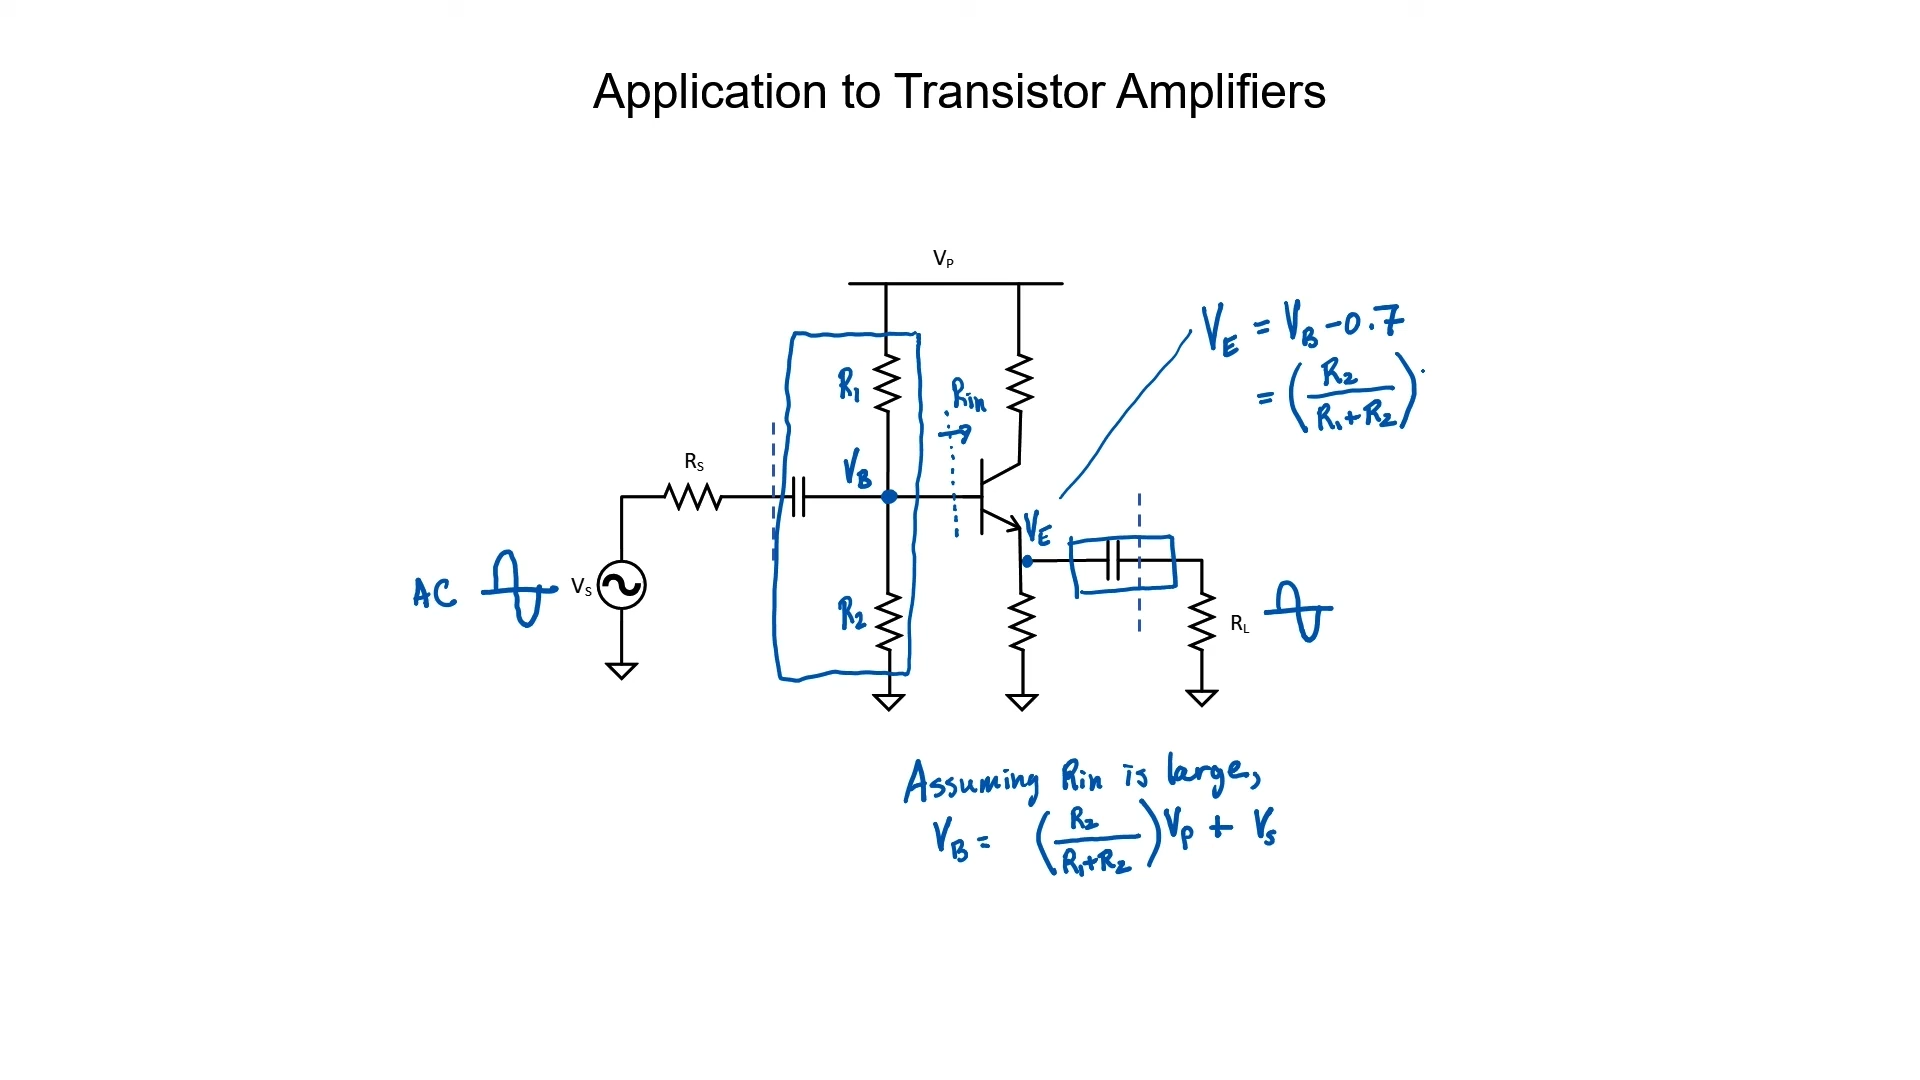 Application to Transistor Amplifiers
V_P
V_E = V_B - 0.7
= (R_2 / (R_1 + R_2))
R_1
R_in
R_S
V_B
V_E
AC
V_S
R_2
R_L
Assuming R_in is large,
V_B = (R_2 / (R_1 + R_2)) V_P + V_S